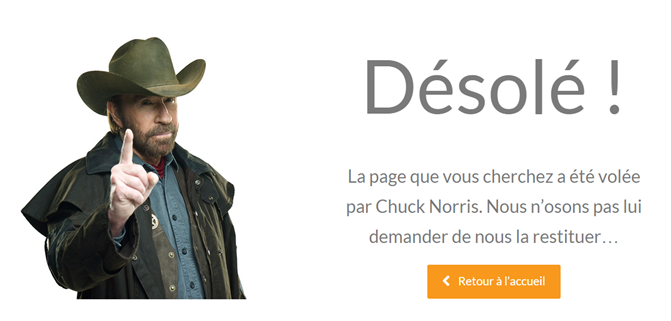 Désolé !
La page que vous cherchez a été volée
par Chuck Norris. Nous n’osons pas lui
demander de nous la restituer…
Retour à l'accueil